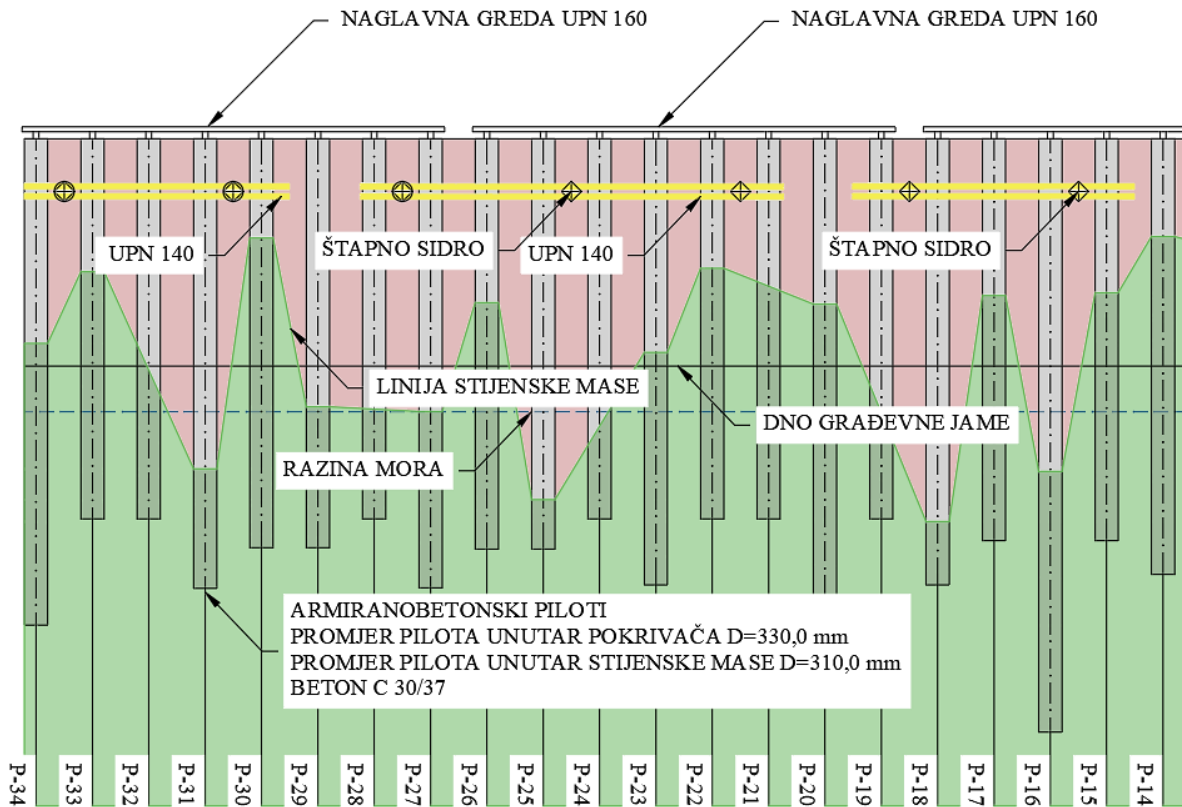 NAGLAVNA GREDA UPN 160
NAGLAVNA GREDA UPN 160
UPN 140
ŠTAPNO SIDRO
UPN 140
ŠTAPNO SIDRO
LINIJA STIJENSKE MASE
DNO GRAĐEVNE JAME
RAZINA MORA
ARMIRANOBETONSKI PILOTI
PROMJER PILOTA UNUTAR POKRIVAČA D=330,0 mm
PROMJER PILOTA UNUTAR STIJENSKE MASE D=310,0 mm
BETON C 30/37
P-34
P-33
P-32
P-31
P-30
P-29
P-28
P-27
P-26
P-25
P-24
P-23
P-22
P-21
P-20
P-19
P-18
P-17
P-16
P-15
P-14